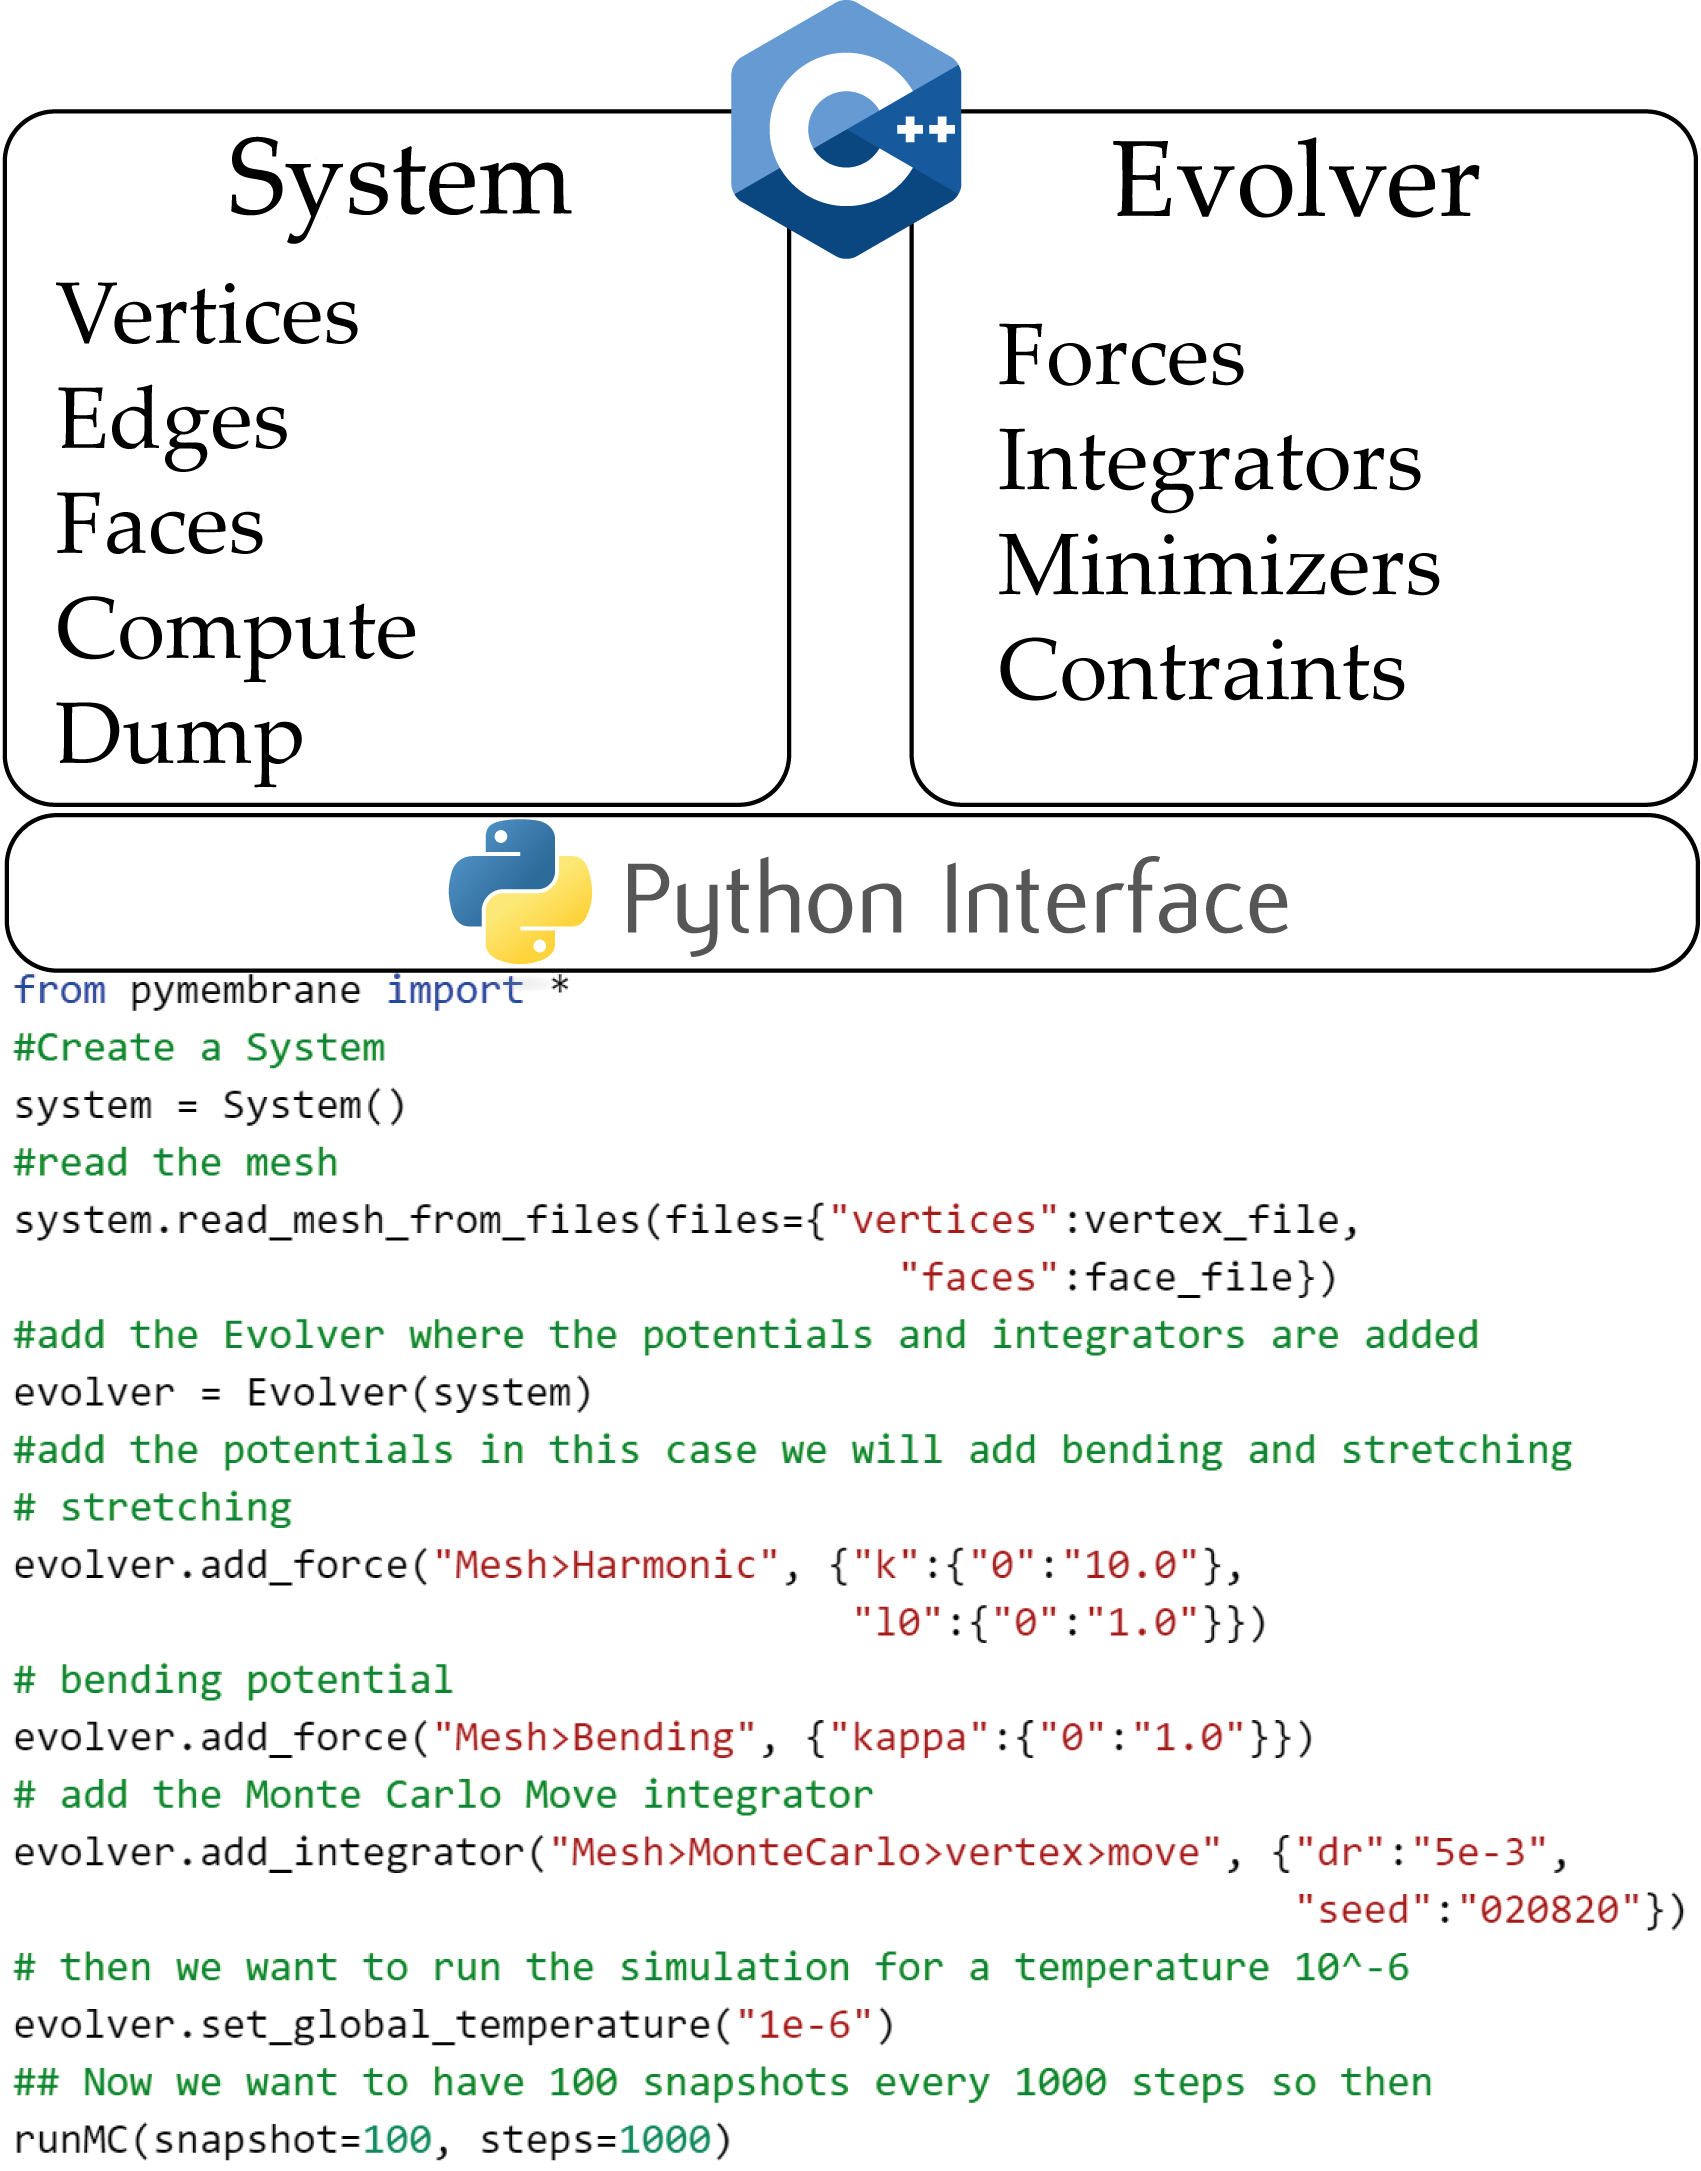 C++
System
Vertices
Edges
Faces
Compute
Dump
Evolver
Forces
Integrators
Minimizers
Contraints
Python Interface
from pymembrane import *
#Create a System
system = System()
#read the mesh
system.read_mesh_from_files(files={"vertices":vertex_file,
                                      "faces":face_file})
#add the Evolver where the potentials and integrators are added
evolver = Evolver(system)
#add the potentials in this case we will add bending and stretching
# stretching
evolver.add_force("Mesh>Harmonic", {"k":{"0":"10.0"},
                                    "l0":{"0":"1.0"}})
# bending potential
evolver.add_force("Mesh>Bending", {"kappa":{"0":"1.0"}})
# add the Monte Carlo Move integrator
evolver.add_integrator("Mesh>MonteCarlo>vertex>move", {"dr":"5e-3",
                                                       "seed":"020820"})
# then we want to run the simulation for a temperature 10^-6
evolver.set_global_temperature("1e-6")
## Now we want to have 100 snapshots every 1000 steps so then
runMC(snapshot=100, steps=1000)